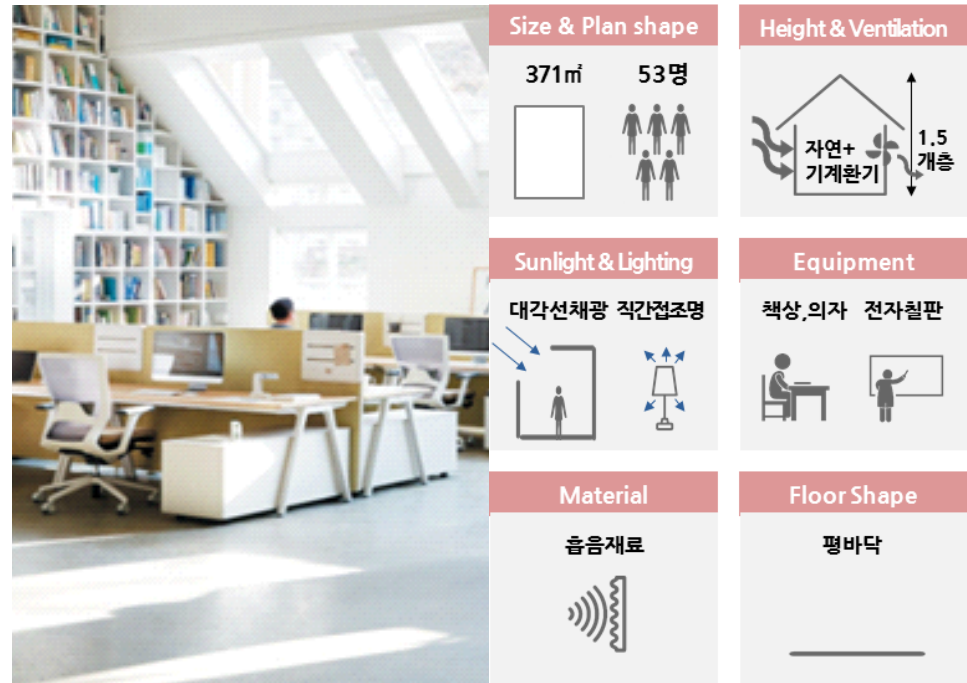 Size & Plan shape
371㎡ 53명
Height & Ventilation
자연+
기계환기
1.5
개층
Sunlight & Lighting
대각선채광 직간접조명
Equipment
책상,의자 전자칠판
Material
흡음재료
Floor Shape
평바닥